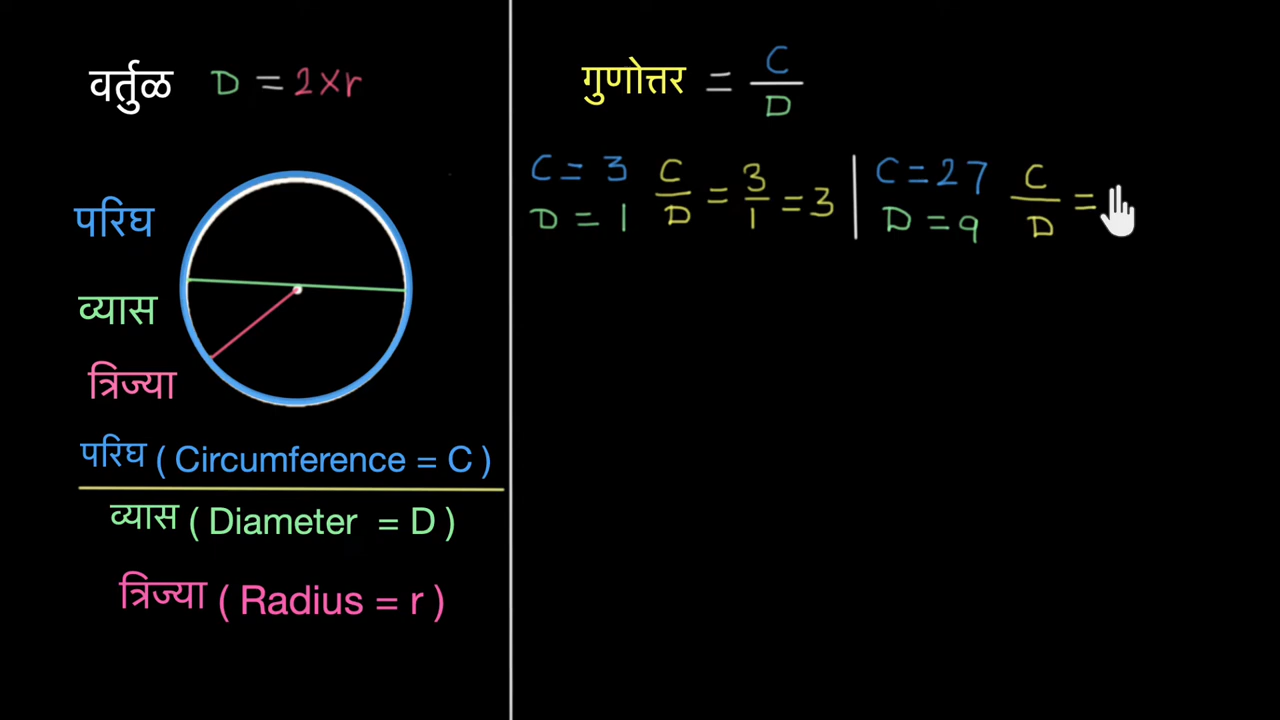 वर्तुळ D = 2×r
परिघ
व्यास
त्रिज्या
परिघ ( Circumference = C )
व्यास ( Diameter = D )
त्रिज्या ( Radius = r )
गुणोत्तर = C/D
C = 3 C/D = 3/1 = 3
D = 1
C = 27 C/D =
D = 9